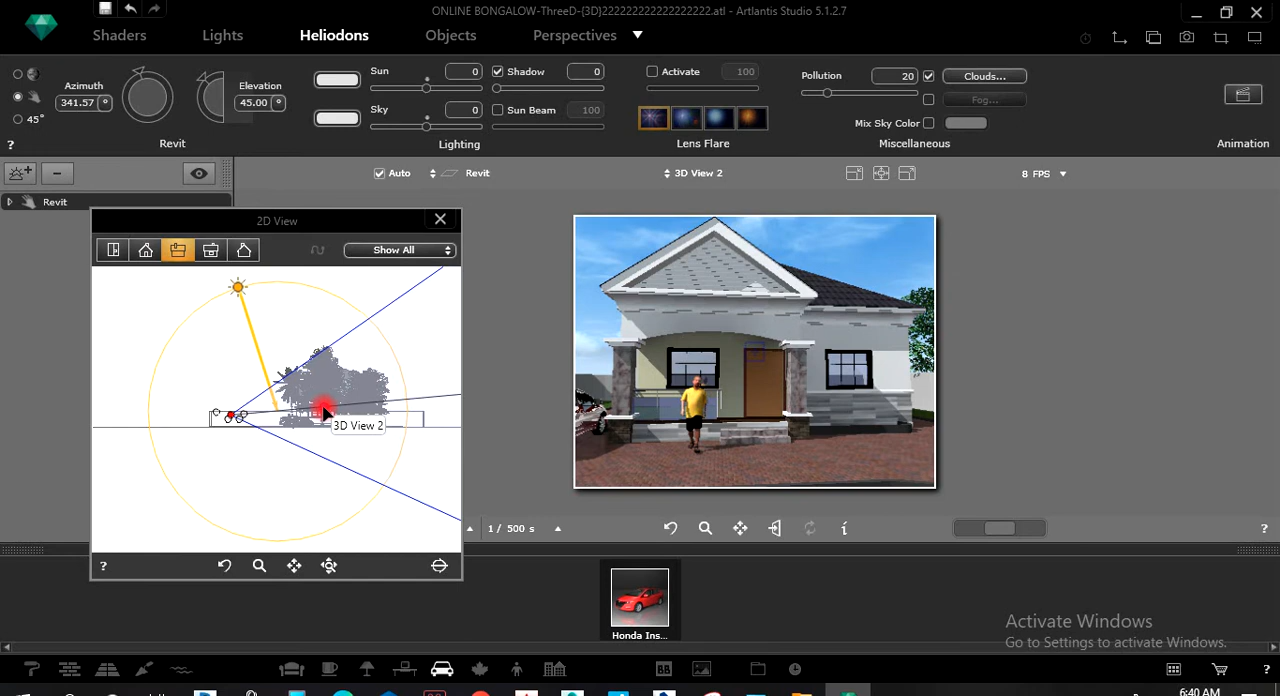 ONLINE BONGALOW-ThreeD-{3D}222222222222222222.atl - Artlantis Studio 5.1.2.7
Shaders Lights Heliodons Objects Perspectives
Azimuth
341.57 °
45°
Elevation
45.00 °
Revit
Sun 0
Shadow 0
Sky 0
Sun Beam 100
Lighting
Activate 100
Lens Flare
Pollution 20
Clouds...
Fog...
Mix Sky Color
Miscellaneous
Animation
?
Auto Revit 3D View 2 8 FPS
Revit
2D View
Show All
3D View 2
?
1 / 500 s
i
?
Honda Ins...
Activate Windows
Go to Settings to activate Windows.
BB
?
6:40 AM